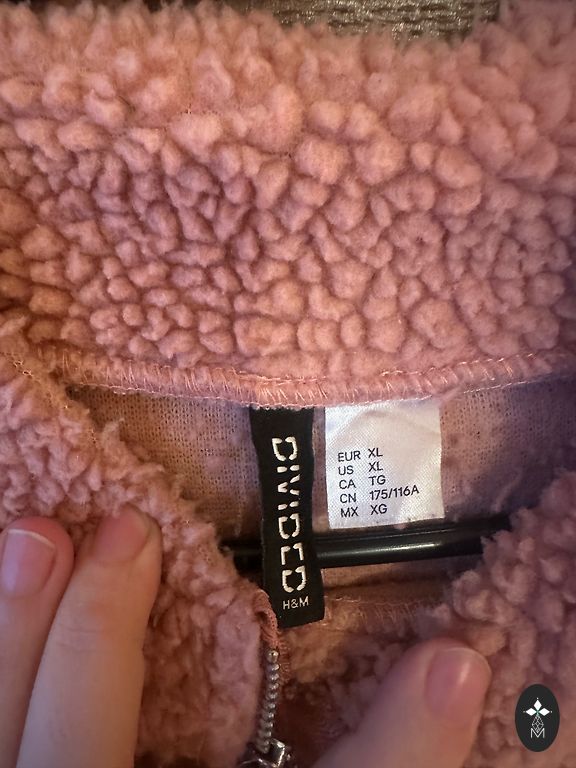 DIVIDED
H&M
EUR XL
US XL
CA TG
CN 175/116A
MX XG
M